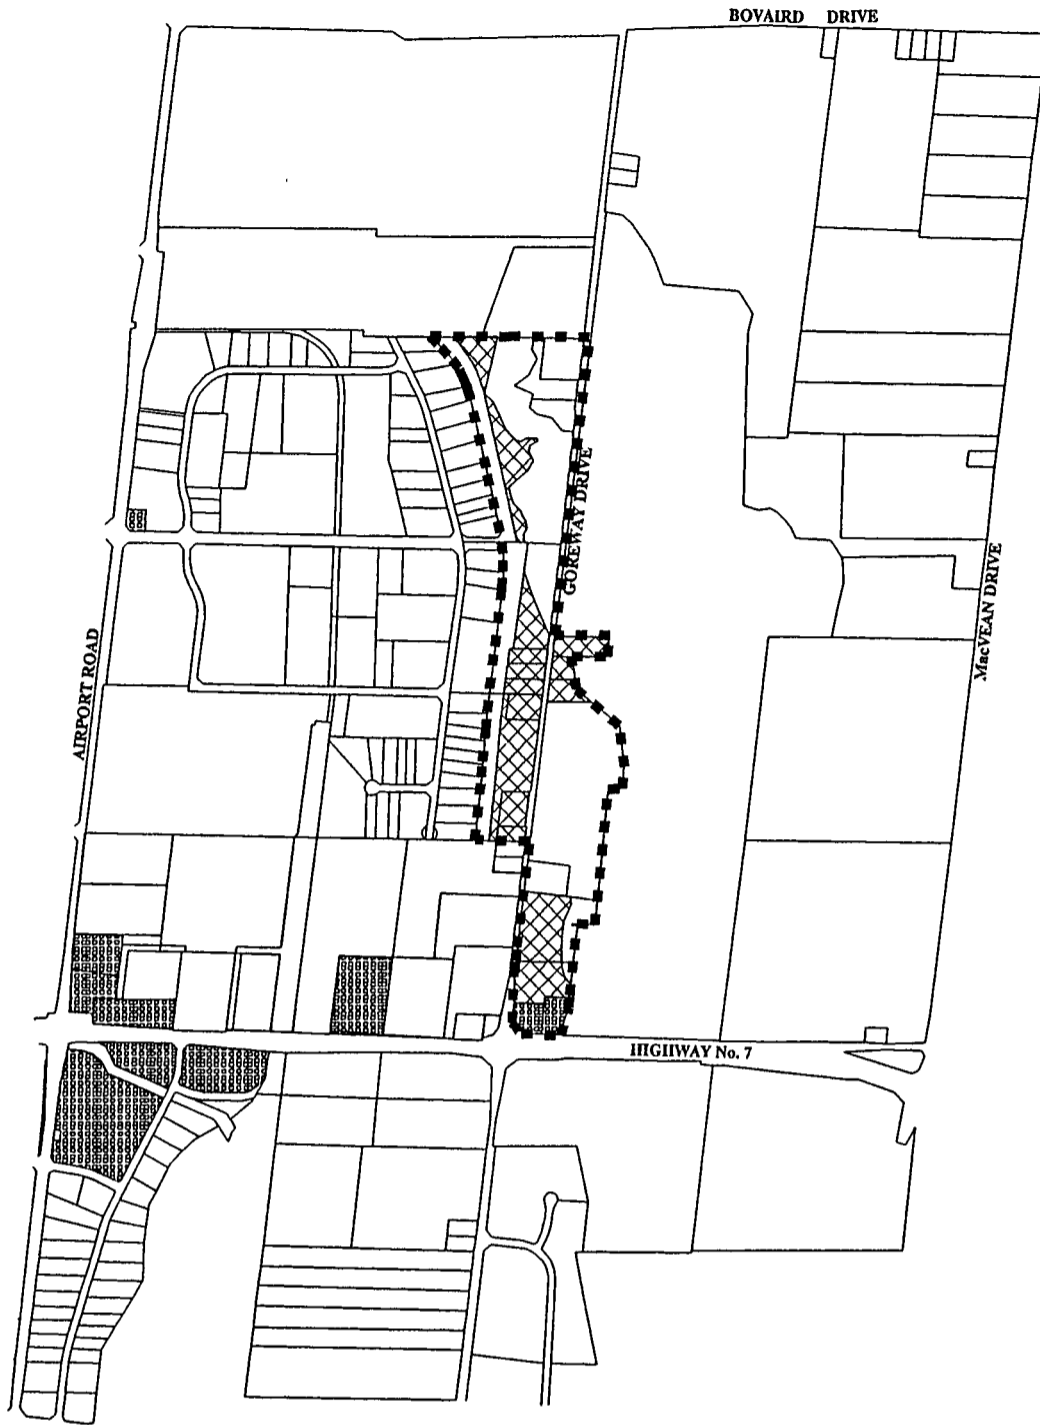 BOVAIRD DRIVE
GOREWAY DRIVE
MacVEAN DRIVE
AIRPORT ROAD
HIGHWAY No. 7